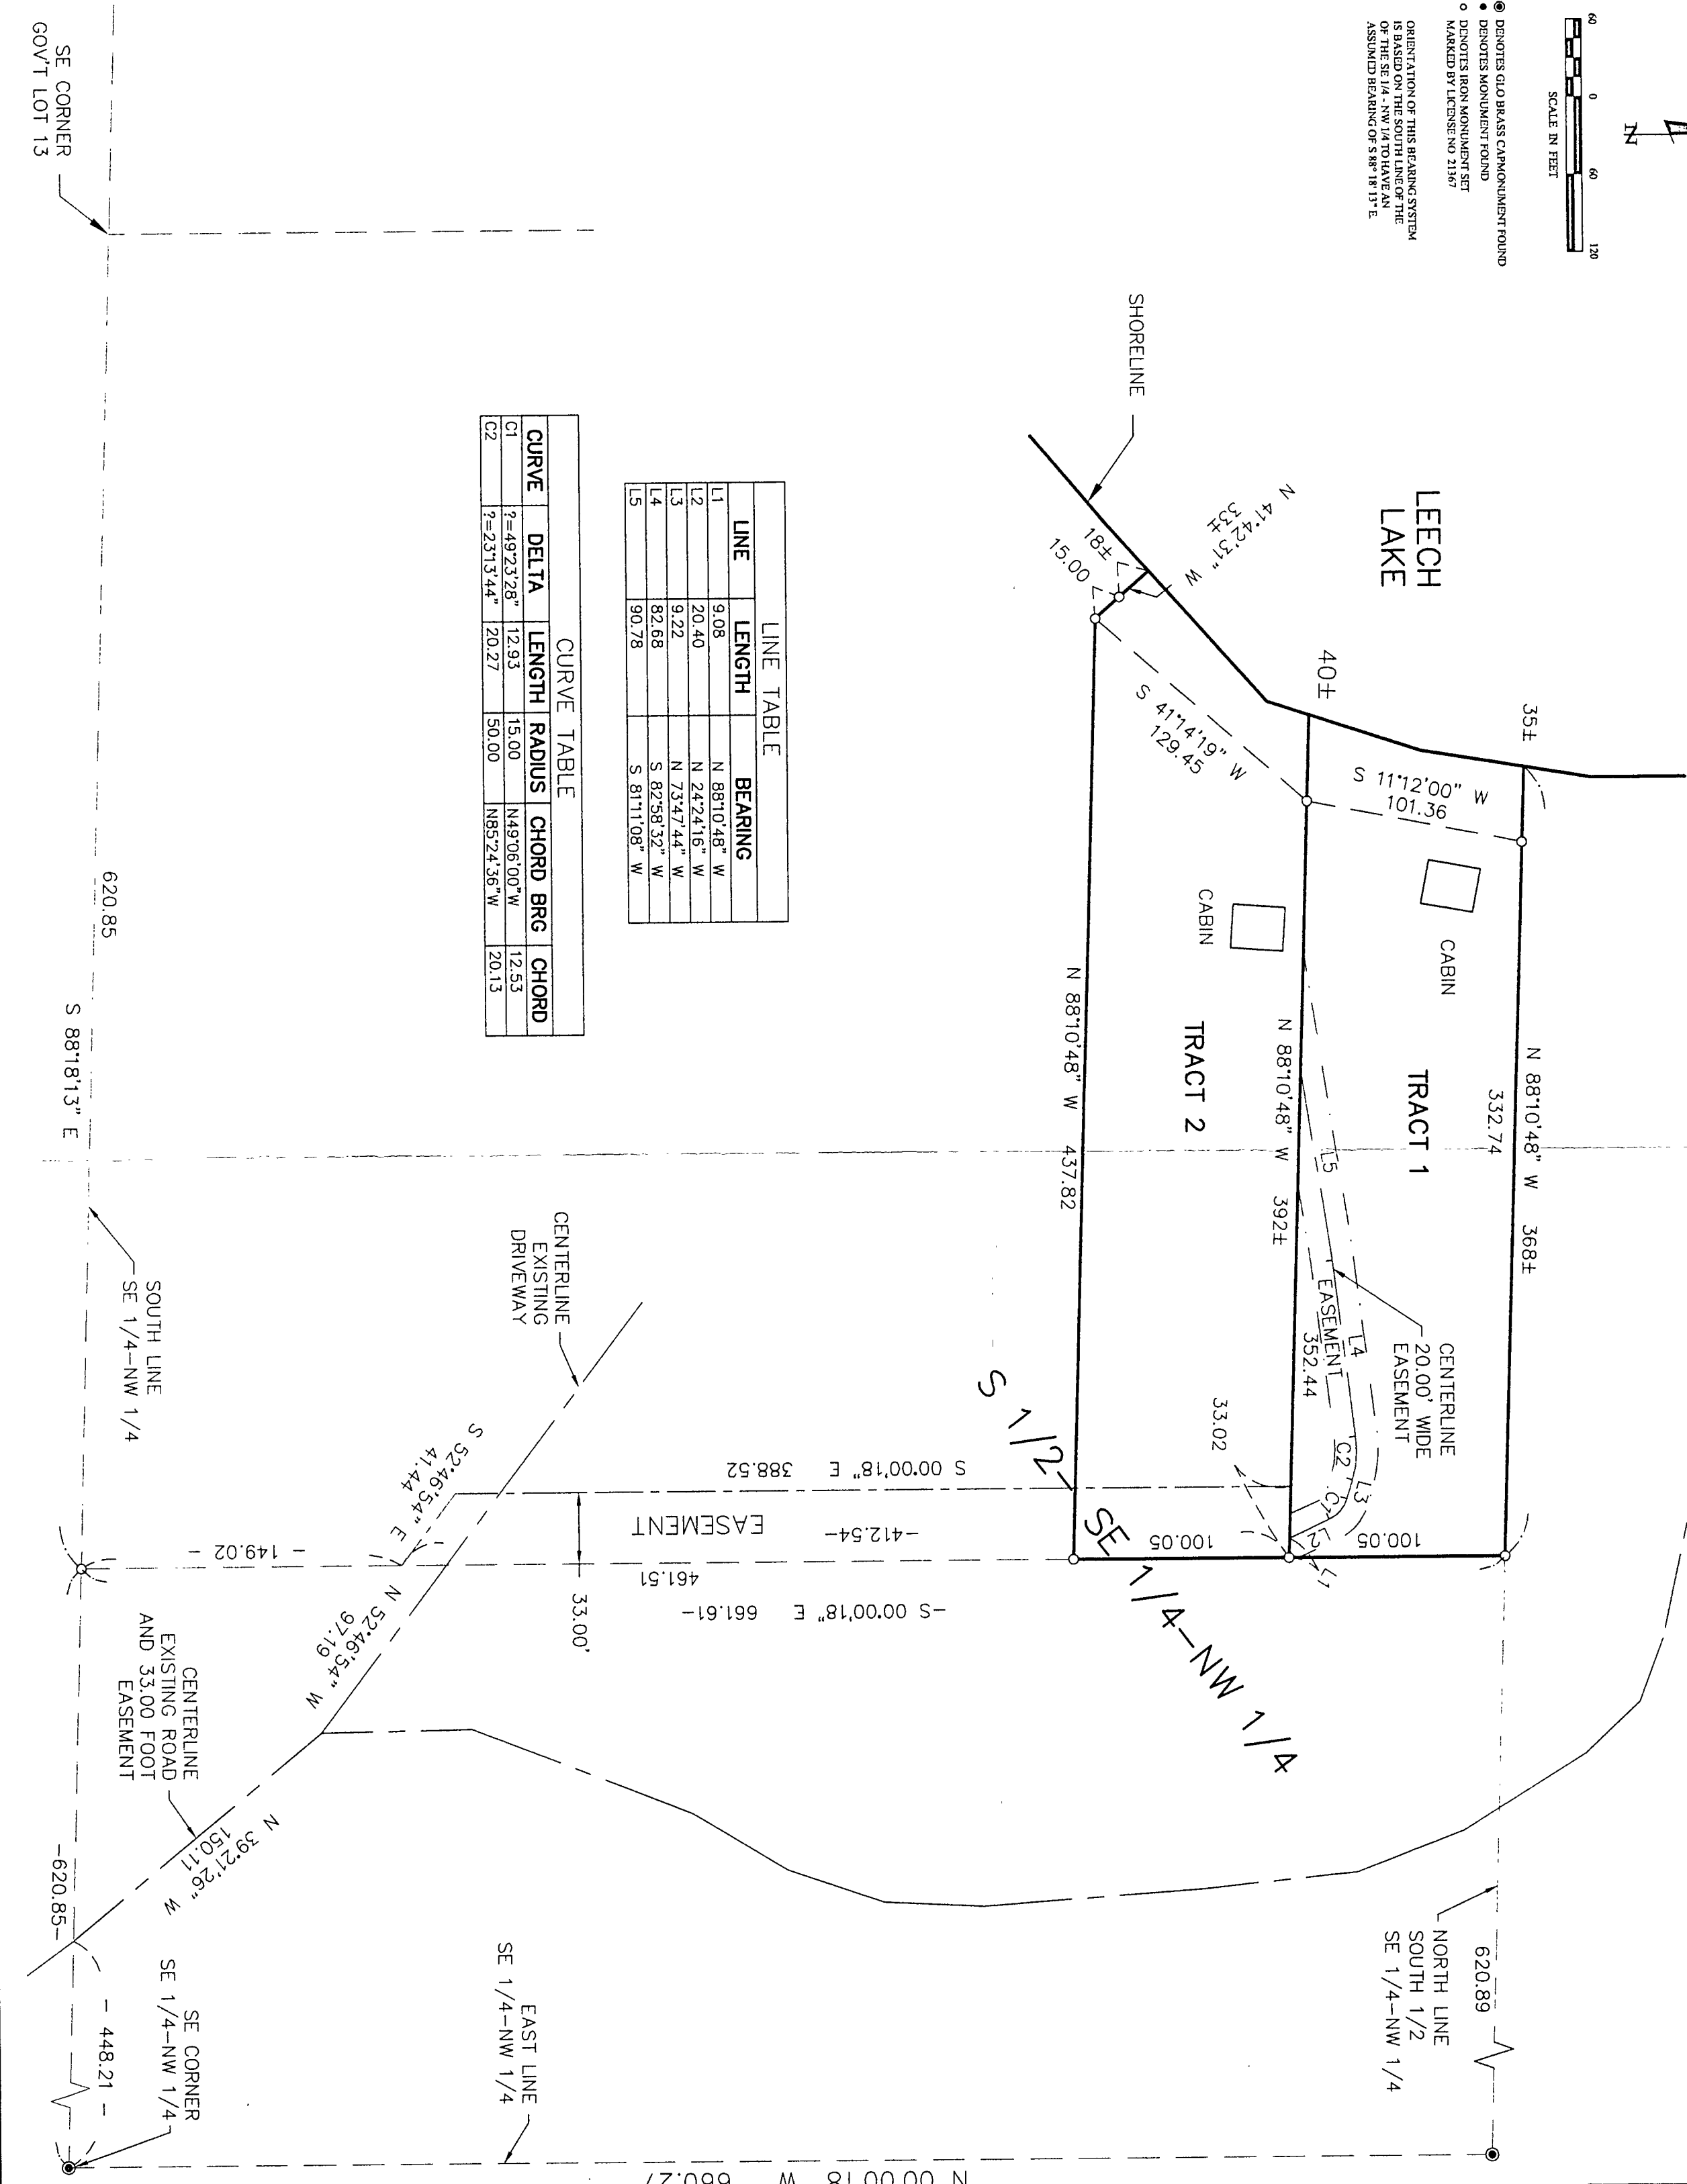 60
0
60
120
SCALE IN FEET
N
DENOTES GLO BRASS CAPMONUMENT FOUND
DENOTES MONUMENT FOUND
DENOTES IRON MONUMENT SET
MARKED BY LICENSE NO. 21367
ORIENTATION OF THIS BEARING SYSTEM
IS BASED ON THE SOUTH LINE OF THE
OF THE SE 1/4 - NW 1/4 TO HAVE AN
ASSUMED BEARING OF S 88° 18' 13" E.
LEECH
LAKE
SHORELINE
N 41°42'31" W
33±
18±
15.00
40±
35±
S 41°14'19" W
129.45
S 11°12'00" W
101.36
CABIN
CABIN
N 88°10'48" W 368±
332.74
TRACT 1
L5
N 88°10'48" W 392±
352.44
TRACT 2
N 88°10'48" W 437.82
CENTERLINE
20.00' WIDE
EASEMENT
EASEMENT
L4
C2
L3
C1
L2
L1
33.02
100.05
100.05
S 1/2-SE 1/4-NW 1/4
620.89
NORTH LINE
SOUTH 1/2
SE 1/4-NW 1/4
LINE TABLE
LINE LENGTH BEARING
L1 9.08 N 88°10'48" W
L2 20.40 N 24°24'16" W
L3 9.22 N 73°47'44" W
L4 82.68 S 82°58'32" W
L5 90.78 S 81°11'08" W
CURVE TABLE
CURVE DELTA LENGTH RADIUS CHORD BRG CHORD
C1 ?=49°23'28" 12.93 15.00 N49°06'00"W 12.53
C2 ?=23°13'44" 20.27 50.00 N85°24'36"W 20.13
S 00°00'18" E 388.52
EASEMENT
-412.54-
461.51
-S 00°00'18" E 661.61-
33.00'
CENTERLINE
EXISTING
DRIVEWAY
S 52°46'54" E
41.44
- 149.02 -
N 52°46'54" W
97.19
N 39°21'26" W
150.11
CENTERLINE
EXISTING ROAD
AND 33.00 FOOT
EASEMENT
EAST LINE
SE 1/4-NW 1/4
N 00°00'18" W 660.27
SE CORNER
GOV'T LOT 13
620.85
S 88°18'13" E
SOUTH LINE
SE 1/4-NW 1/4
-620.85-
- 448.21 -
SE CORNER
SE 1/4-NW 1/4